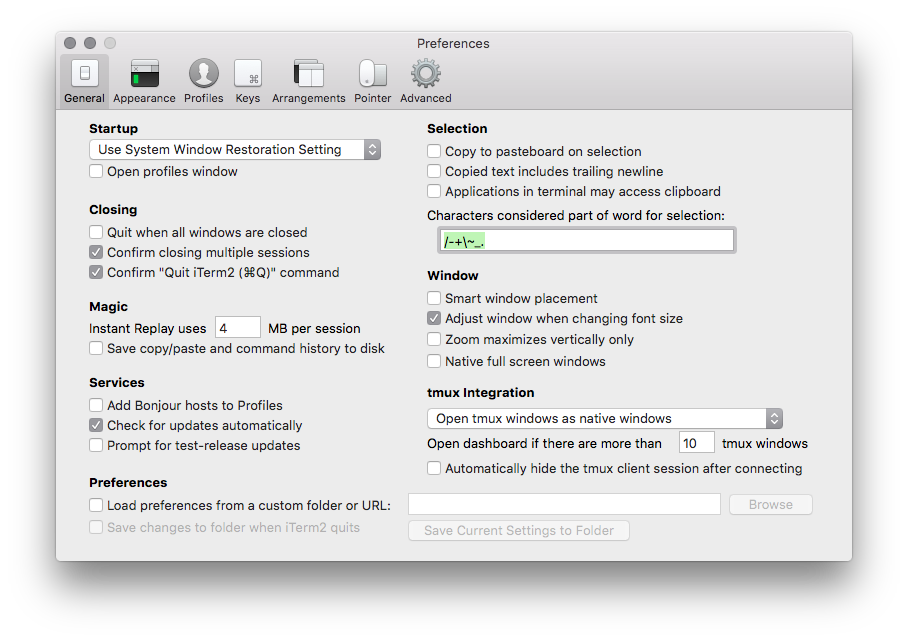 Preferences
General Appearance Profiles Keys Arrangements Pointer Advanced
Startup
Use System Window Restoration Setting
Open profiles window
Closing
Quit when all windows are closed
Confirm closing multiple sessions
Confirm "Quit iTerm2 (⌘Q)" command
Magic
Instant Replay uses 4 MB per session
Save copy/paste and command history to disk
Services
Add Bonjour hosts to Profiles
Check for updates automatically
Prompt for test-release updates
Selection
Copy to pasteboard on selection
Copied text includes trailing newline
Applications in terminal may access clipboard
Characters considered part of word for selection:
/-+\~_.
Window
Smart window placement
Adjust window when changing font size
Zoom maximizes vertically only
Native full screen windows
tmux Integration
Open tmux windows as native windows
Open dashboard if there are more than 10 tmux windows
Automatically hide the tmux client session after connecting
Preferences
Load preferences from a custom folder or URL: Browse
Save changes to folder when iTerm2 quits Save Current Settings to Folder